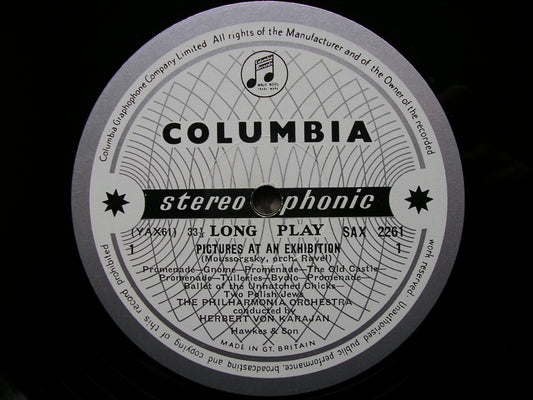 Columbia Graphophone Company Limited All rights of the Manufacturer and of the Owner of the recorded
work reserved. Unauthorised public performance, broadcasting and copying of this record prohibited
COLUMBIA
stereo phonic
(YAX61) 33⅓ LONG PLAY SAX 2261
1 PICTURES AT AN EXHIBITION 1
(Moussorgsky, orch. Ravel)
Promenade—Gnome—Promenade—The Old Castle—
Promenade—Tuileries—Bydlo—Promenade—
Ballet of the Unhatched Chicks—
Two Polish Jews
THE PHILHARMONIA ORCHESTRA
conducted by
HERBERT VON KARAJAN
Hawkes & Son
MADE IN GT. BRITAIN